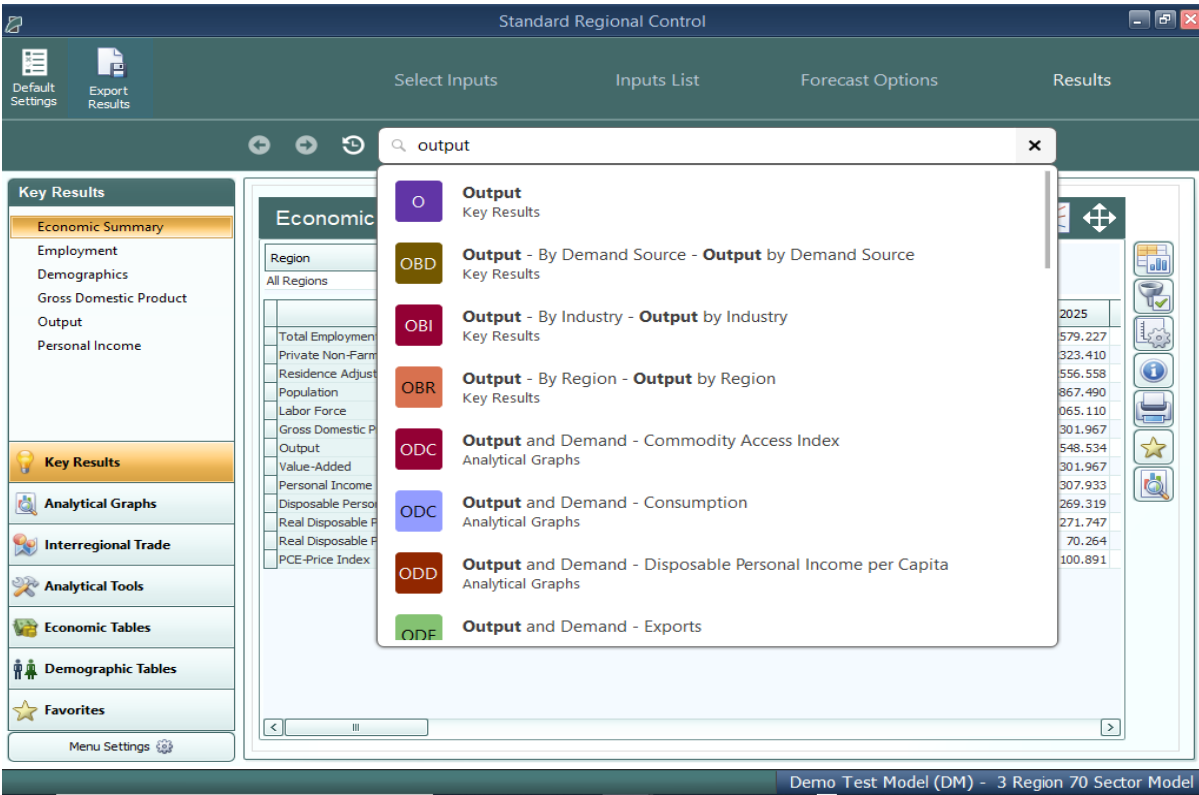 Standard Regional Control
Default
Settings
Export
Results
Select Inputs
Inputs List
Forecast Options
Results
output
Key Results
Economic Summary
Employment
Demographics
Gross Domestic Product
Output
Personal Income
Key Results
Analytical Graphs
Interregional Trade
Analytical Tools
Economic Tables
Demographic Tables
Favorites
Menu Settings
Economic
Region
All Regions
2025
Total Employmen 579.227
Private Non-Farm 323.410
Residence Adjust 556.558
Population 867.490
Labor Force 065.110
Gross Domestic P 301.967
Output 548.534
Value-Added 301.967
Personal Income 307.933
Disposable Perso 269.319
Real Disposable P 271.747
Real Disposable P 70.264
PCE-Price Index 100.891
O
Output
Key Results
OBD
Output - By Demand Source - Output by Demand Source
Key Results
OBI
Output - By Industry - Output by Industry
Key Results
OBR
Output - By Region - Output by Region
Key Results
ODC
Output and Demand - Commodity Access Index
Analytical Graphs
ODC
Output and Demand - Consumption
Analytical Graphs
ODD
Output and Demand - Disposable Personal Income per Capita
Analytical Graphs
ODE
Output and Demand - Exports
Demo Test Model (DM) - 3 Region 70 Sector Model